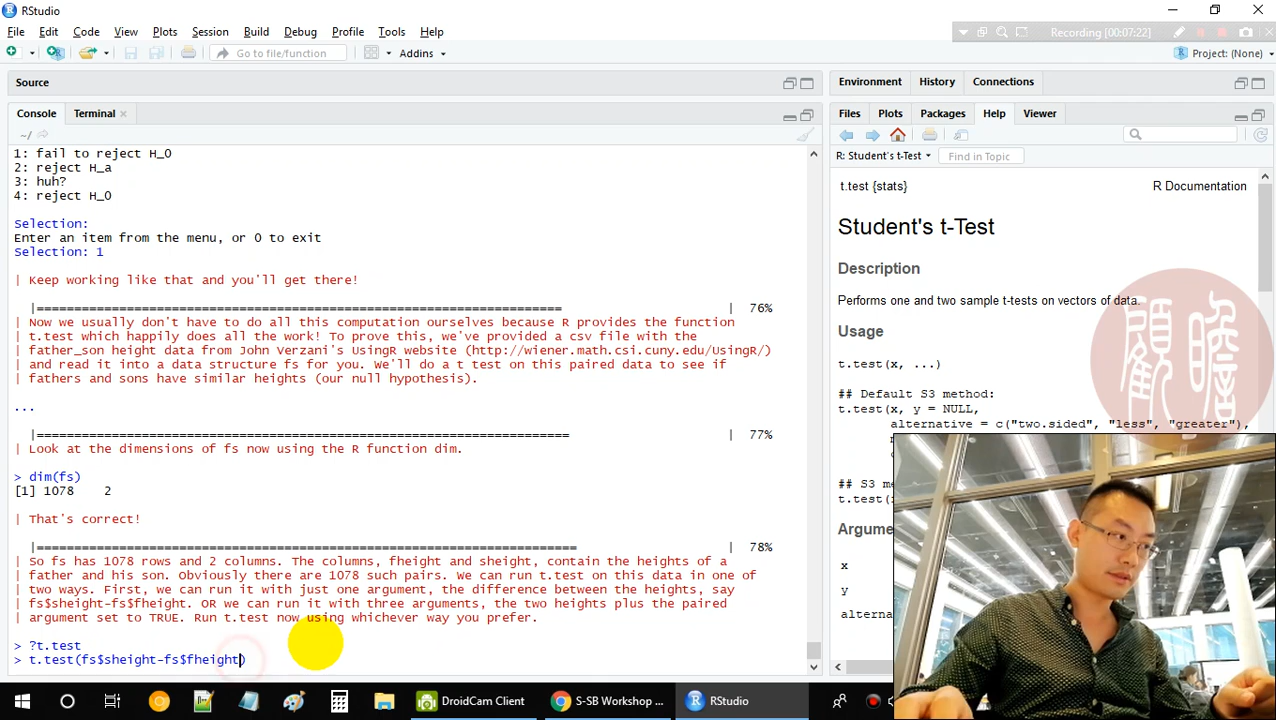 RStudio
File Edit Code View Plots Session Build Debug Profile Tools Help
Recording [00:07:22]
Go to file/function
Addins
Project: (None)
Source
Console Terminal
~/
1: fail to reject H_0
2: reject H_a
3: huh?
4: reject H_0
Selection:
Enter an item from the menu, or 0 to exit
Selection: 1
| Keep working like that and you'll get there!
|====================================================================== | 76%
| Now we usually don't have to do all this computation ourselves because R provides the function
| t.test which happily does all the work! To prove this, we've provided a csv file with the
| father_son height data from John Verzani's UsingR website (http://wiener.math.csi.cuny.edu/UsingR/)
| and read it into a data structure fs for you. We'll do a t test on this paired data to see if
| fathers and sons have similar heights (our null hypothesis).
...
|======================================================================= | 77%
| Look at the dimensions of fs now using the R function dim.
> dim(fs)
[1] 1078 2
| That's correct!
|======================================================================== | 78%
| So fs has 1078 rows and 2 columns. The columns, fheight and sheight, contain the heights of a
| father and his son. Obviously there are 1078 such pairs. We can run t.test on this data in one of
| two ways. First, we can run it with just one argument, the difference between the heights, say
| fs$sheight-fs$fheight. OR we can run it with three arguments, the two heights plus the paired
| argument set to TRUE. Run t.test now using whichever way you prefer.
> ?t.test
> t.test(fs$sheight-fs$fheight)
Environment History Connections
Files Plots Packages Help Viewer
R: Student's t-Test
Find in Topic
t.test {stats} R Documentation
Student's t-Test
Description
Performs one and two sample t-tests on vectors of data.
Usage
t.test(x, ...)
## Default S3 method:
t.test(x, y = NULL,
alternative = c("two.sided", "less", "greater"),
## S3 m
t.test(
Argume
x
y
alterna
顧瞻
DroidCam Client
S-SB Workshop ...
RStudio